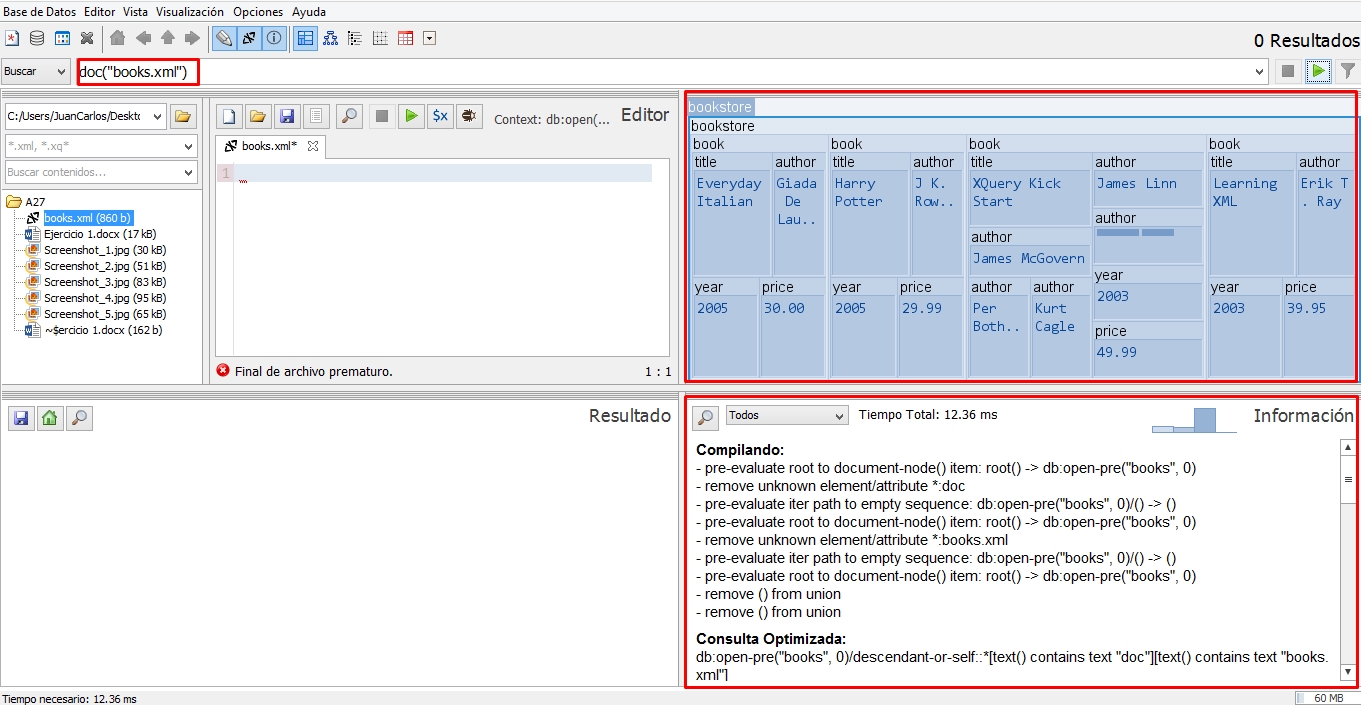 Base de Datos Editor Vista Visualización Opciones Ayuda
0 Resultados
Buscar doc("books.xml")
C:/Users/JuanCarlos/Deskto
*.xml, *.xq*
Buscar contenidos...
A27
books.xml (860 b)
Ejercicio 1.docx (17 kB)
Screenshot_1.jpg (30 kB)
Screenshot_2.jpg (51 kB)
Screenshot_3.jpg (83 kB)
Screenshot_4.jpg (95 kB)
Screenshot_5.jpg (65 kB)
~$ercicio 1.docx (162 b)
$x Context: db:open(... Editor
books.xml*
1
Final de archivo prematuro. 1 : 1
bookstore
bookstore
book book book book
title author title author title author title author
Everyday Giada Harry J K. XQuery Kick James Linn Learning Erik T
Italian De Potter Row.. Start XML . Ray
Lau.. author
author
James McGovern
year price year price author author year year price
2005 30.00 2005 29.99 Per Kurt 2003 2003 39.95
Both.. Cagle
price
49.99
Resultado
Todos Tiempo Total: 12.36 ms Información
Compilando:
- pre-evaluate root to document-node() item: root() -> db:open-pre("books", 0)
- remove unknown element/attribute *:doc
- pre-evaluate iter path to empty sequence: db:open-pre("books", 0)/() -> ()
- pre-evaluate root to document-node() item: root() -> db:open-pre("books", 0)
- remove unknown element/attribute *:books.xml
- pre-evaluate iter path to empty sequence: db:open-pre("books", 0)/() -> ()
- pre-evaluate root to document-node() item: root() -> db:open-pre("books", 0)
- remove () from union
- remove () from union
Consulta Optimizada:
db:open-pre("books", 0)/descendant-or-self::*[text() contains text "doc"][text() contains text "books.
xml"]
Tiempo necesario: 12.36 ms 60 MB